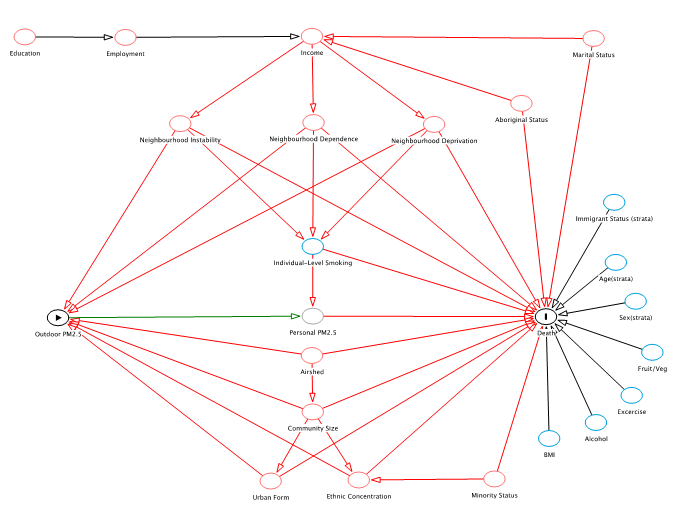 Education
Employment
Income
Marital Status
Aboriginal Status
Neighbourhood Instability
Neighbourhood Dependence
Neighbourhood Deprivation
Immigrant Status (strata)
Individual-Level Smoking
Age(strata)
Sex(strata)
Outdoor PM2.5
Personal PM2.5
Death
Airshed
Fruit/Veg
Excercise
Community Size
Alcohol
BMI
Urban Form
Ethnic Concentration
Minority Status